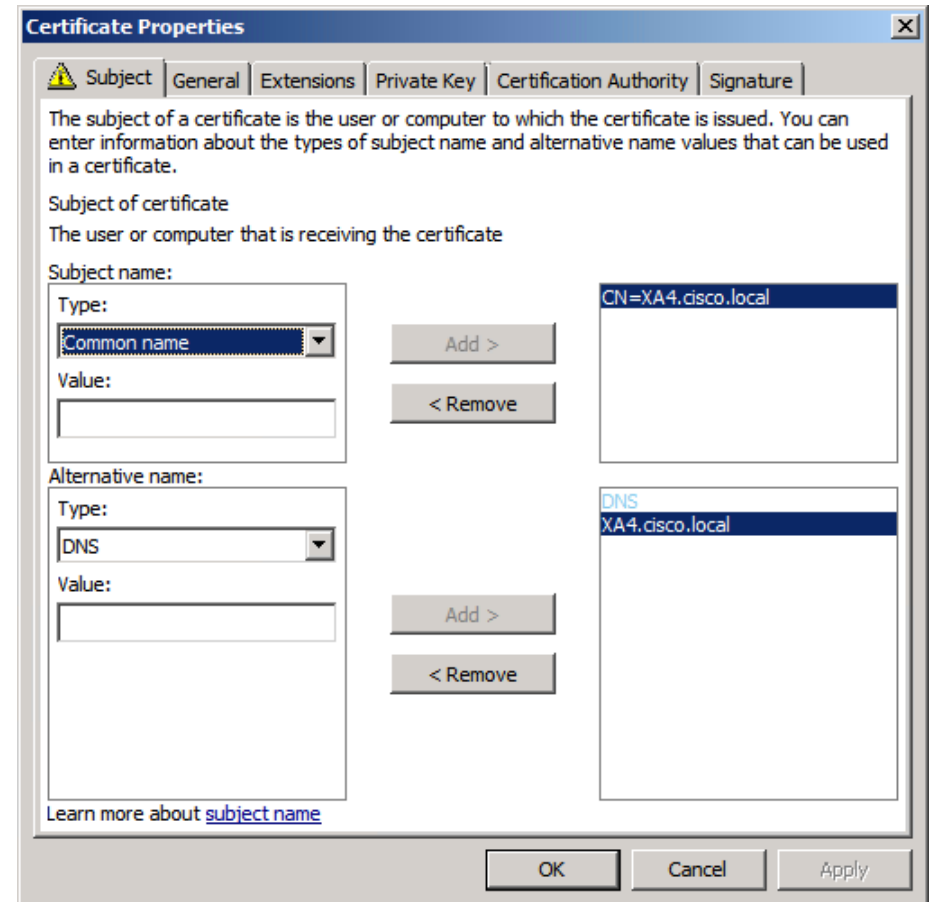 Certificate Properties
Subject General Extensions Private Key Certification Authority Signature
The subject of a certificate is the user or computer to which the certificate is issued. You can
enter information about the types of subject name and alternative name values that can be used
in a certificate.
Subject of certificate
The user or computer that is receiving the certificate
Subject name:
Type:
Common name
Value:
Add >
< Remove
CN=XA4.cisco.local
Alternative name:
Type:
DNS
Value:
Add >
< Remove
DNS
XA4.cisco.local
Learn more about subject name
OK Cancel Apply